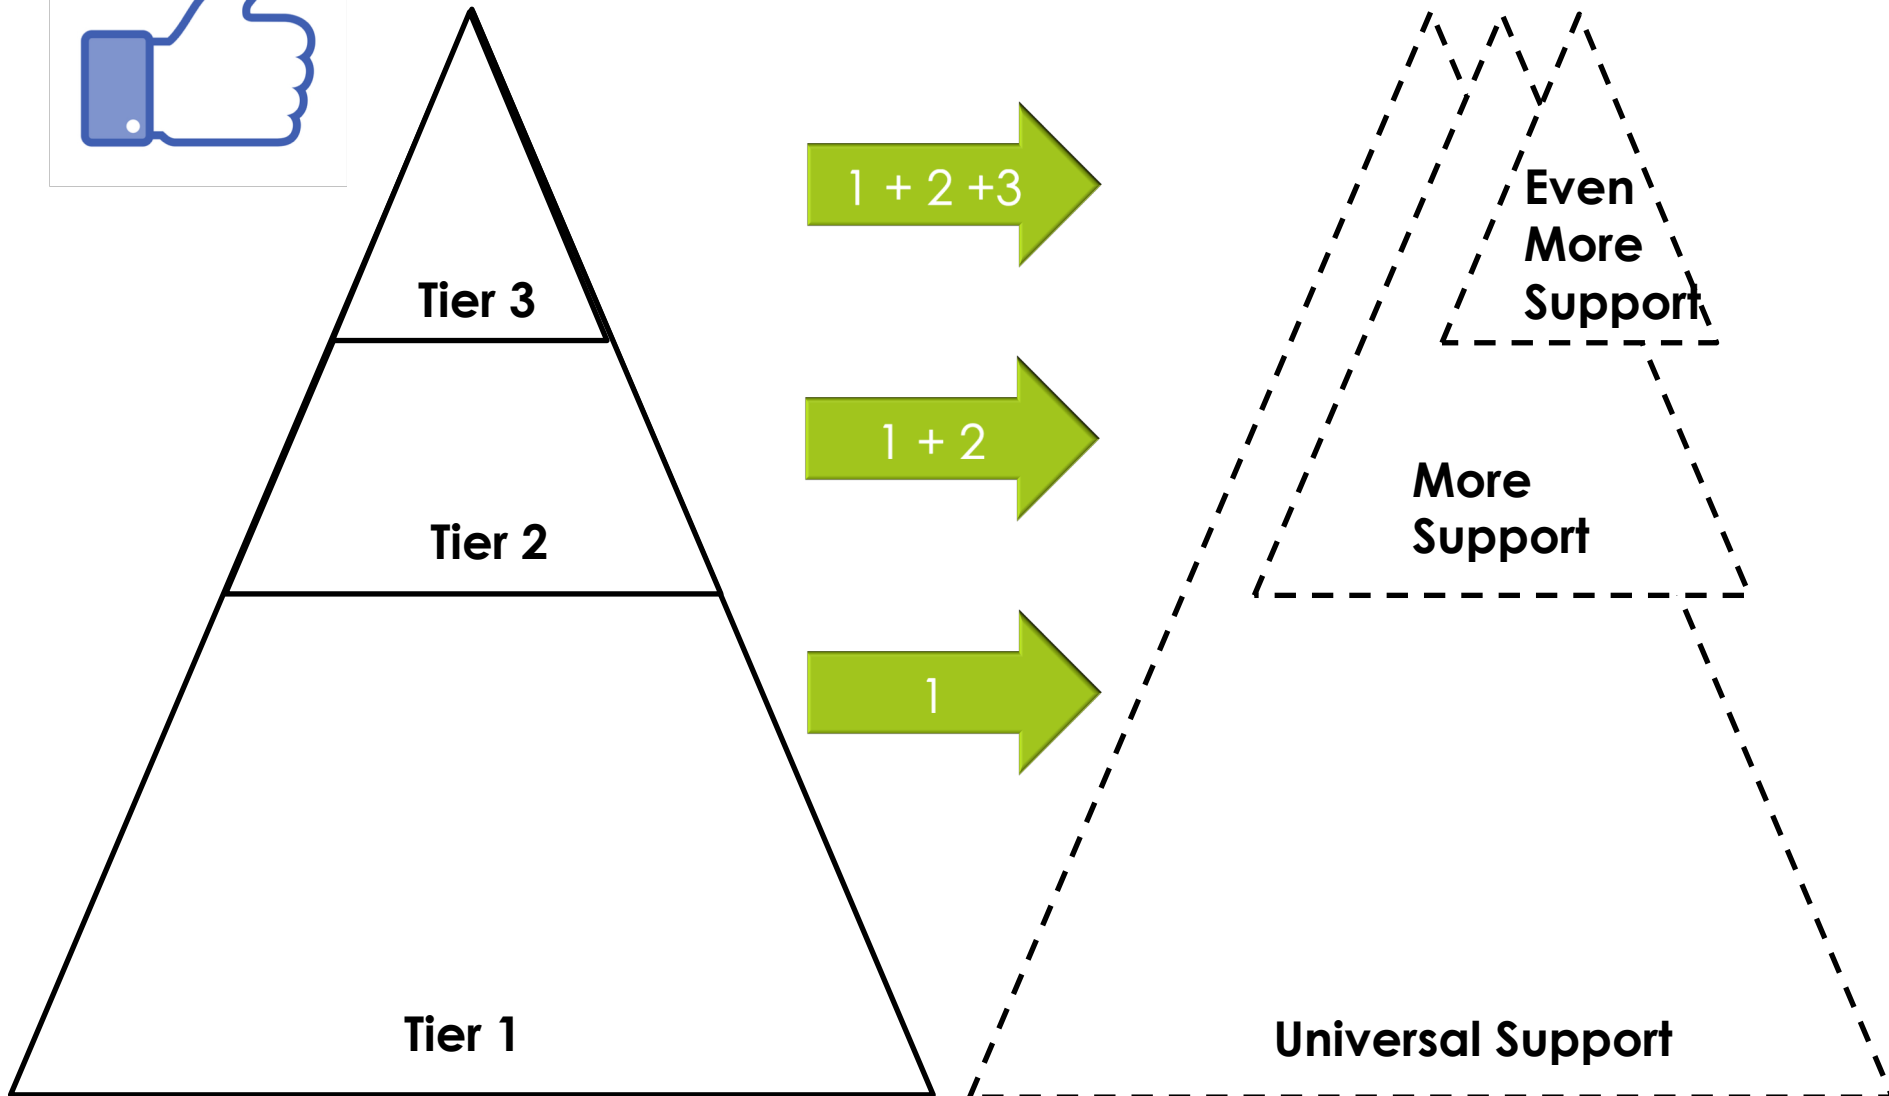 Tier 3
Tier 2
Tier 1
1 + 2 +3
1 + 2
1
Even
More
Support
More
Support
Universal Support